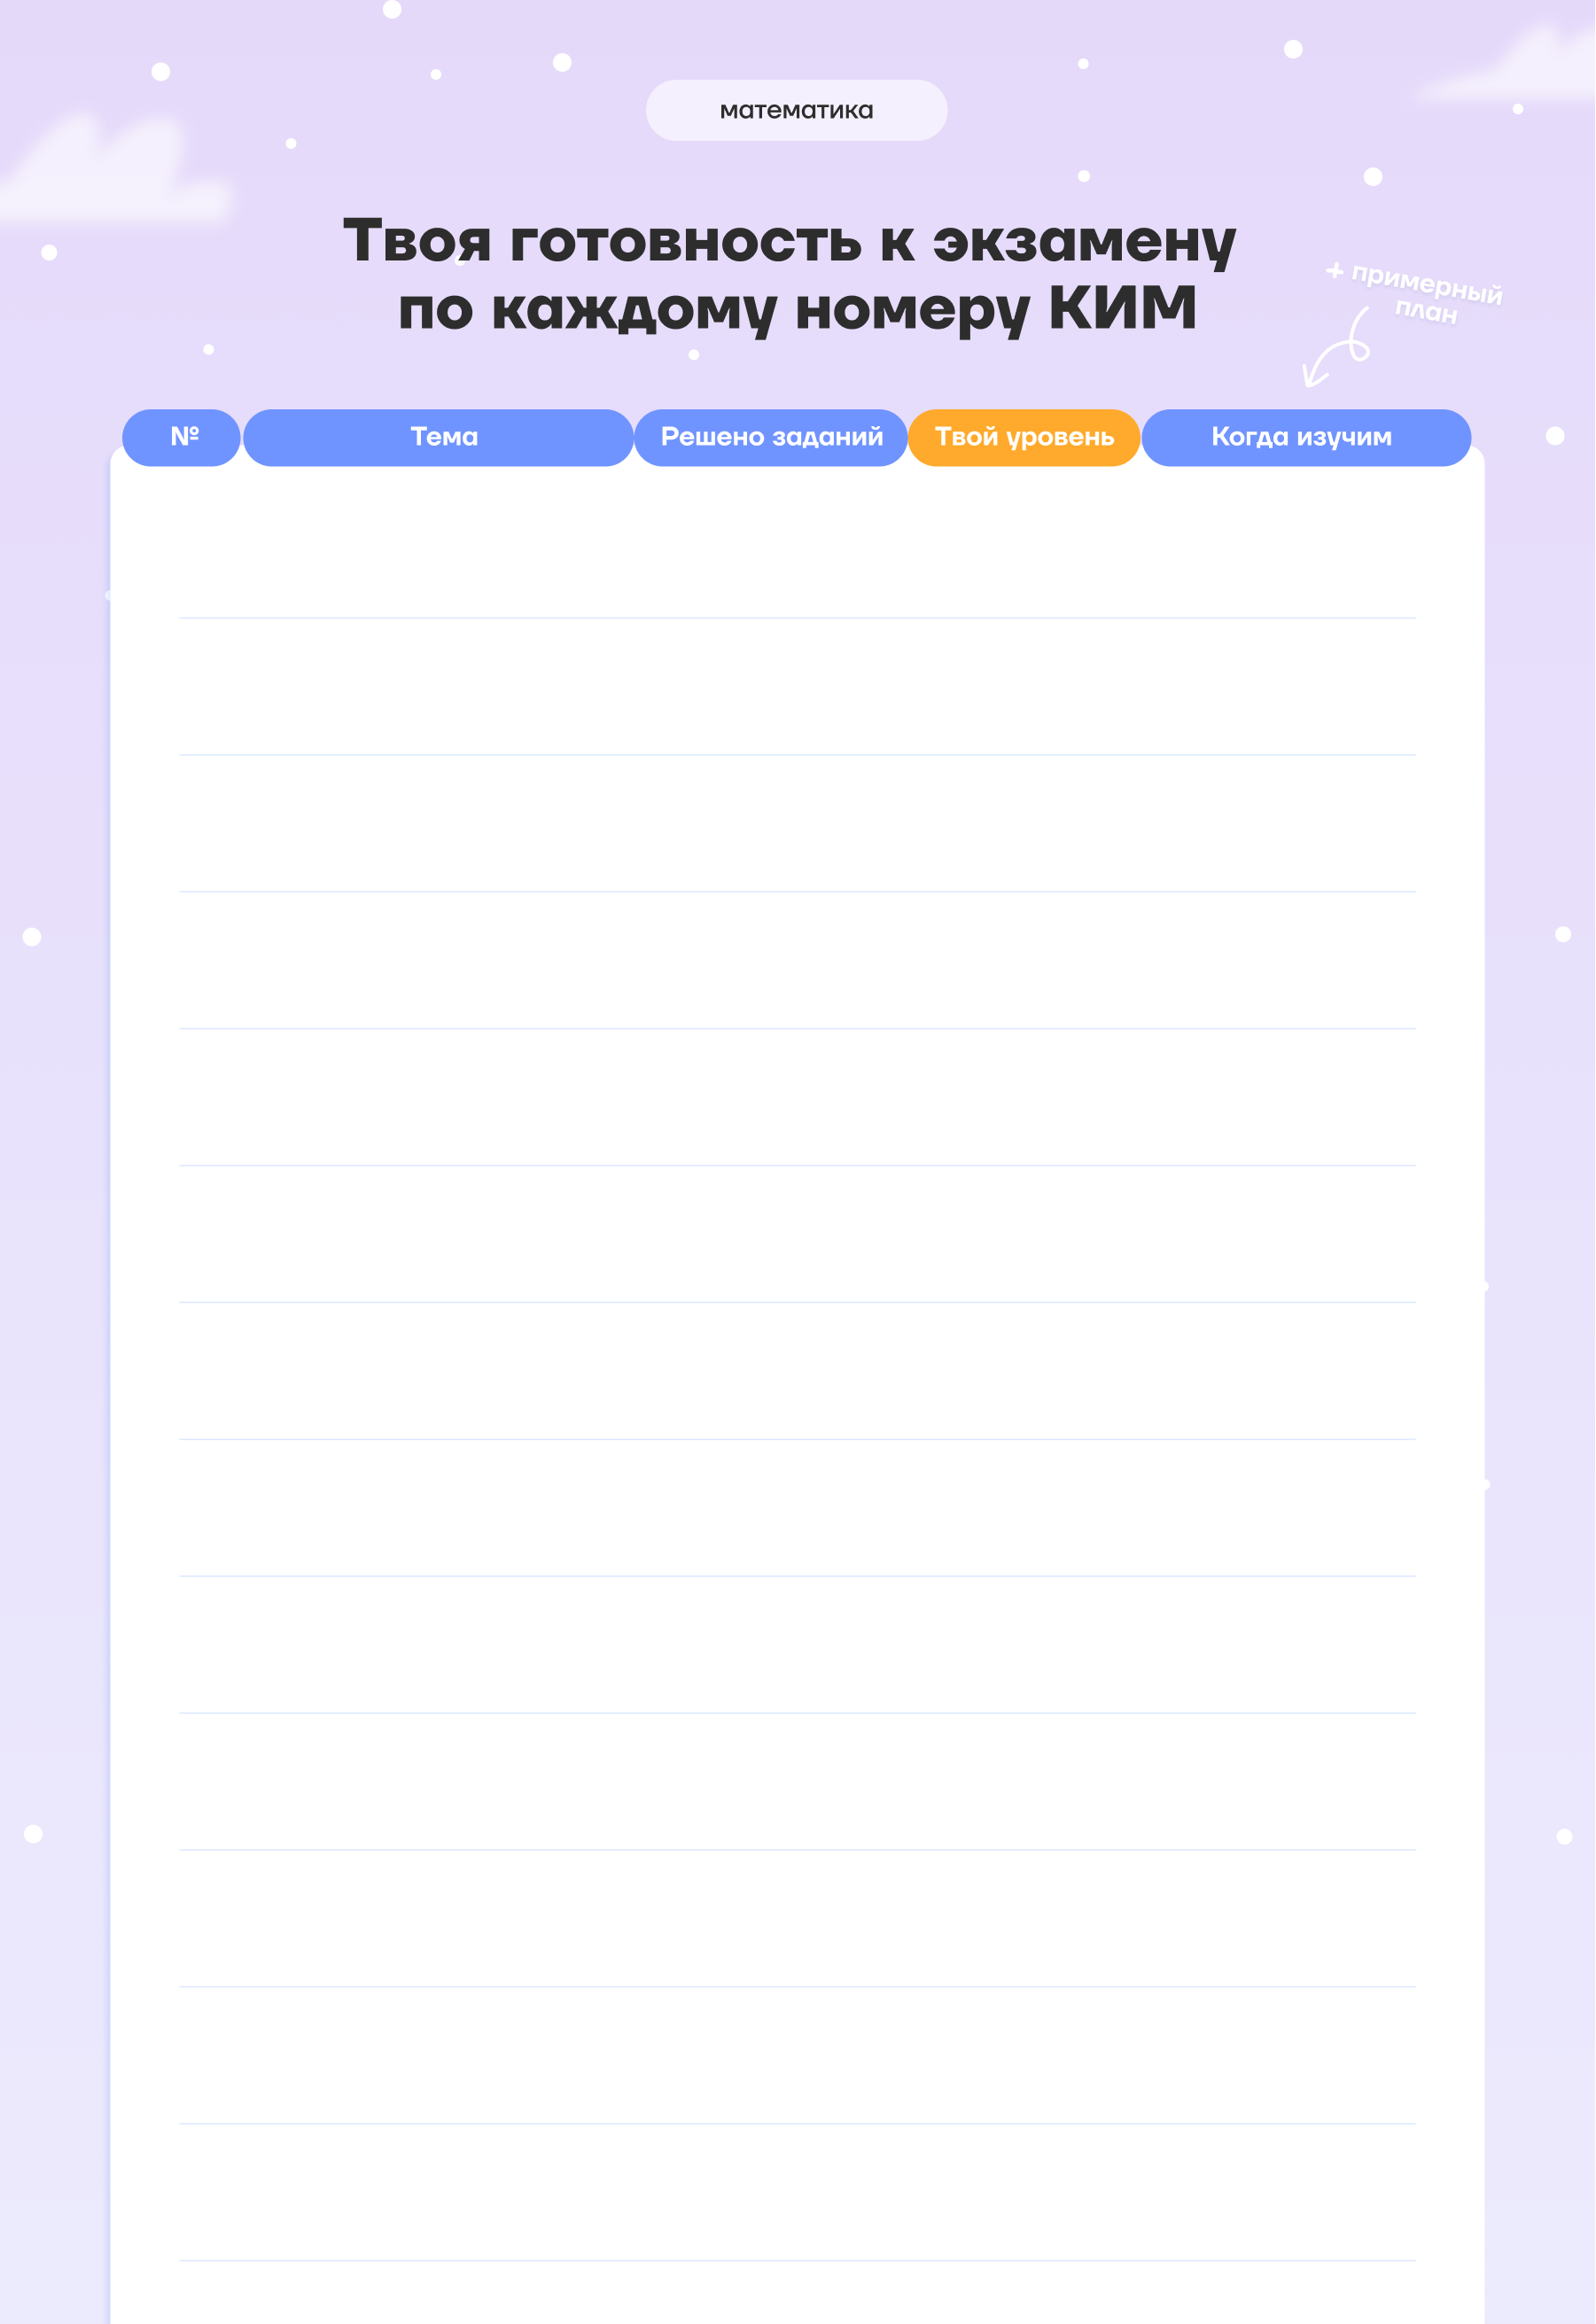 математика
Твоя готовность к экзамену
по каждому номеру КИМ
+ примерный
план
№ Тема Решено заданий Твой уровень Когда изучим